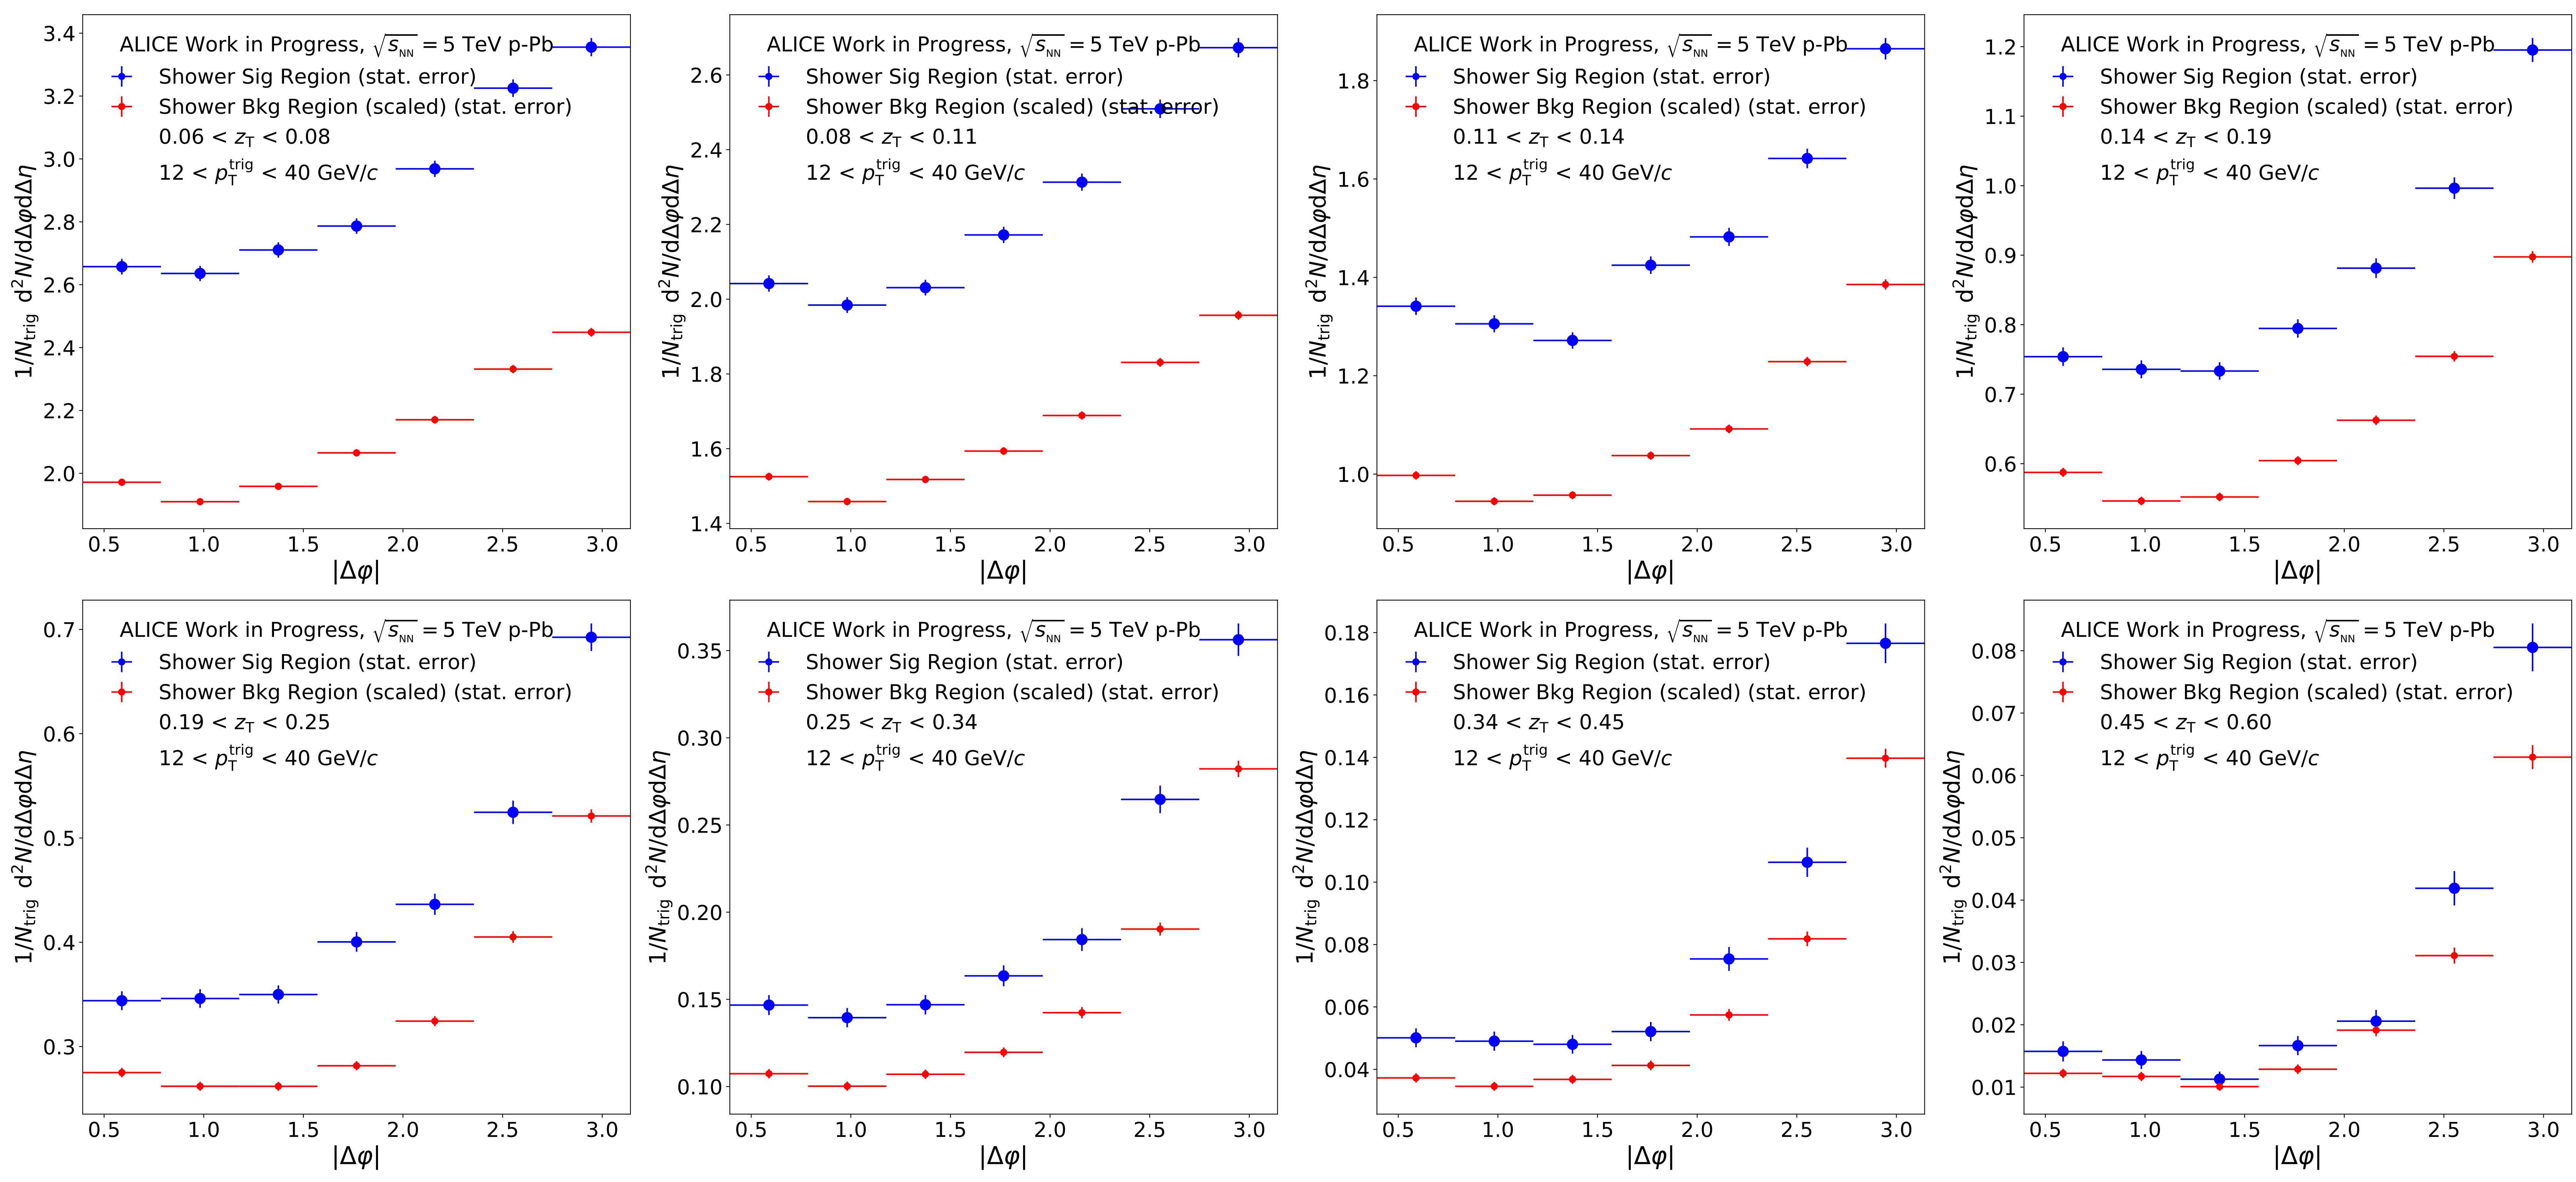 ALICE Work in Progress, √s_NN = 5 TeV p-Pb
Shower Sig Region (stat. error)
Shower Bkg Region (scaled) (stat. error)
0.06 < z_T < 0.08
12 < p_T^trig < 40 GeV/c
1/N_trig d²N/dΔφdΔη
3.4
3.2
3.0
2.8
2.6
2.4
2.2
2.0
0.5 1.0 1.5 2.0 2.5 3.0
|Δφ|
ALICE Work in Progress, √s_NN = 5 TeV p-Pb
Shower Sig Region (stat. error)
Shower Bkg Region (scaled) (stat. error)
0.08 < z_T < 0.11
12 < p_T^trig < 40 GeV/c
1/N_trig d²N/dΔφdΔη
2.6
2.4
2.2
2.0
1.8
1.6
1.4
0.5 1.0 1.5 2.0 2.5 3.0
|Δφ|
ALICE Work in Progress, √s_NN = 5 TeV p-Pb
Shower Sig Region (stat. error)
Shower Bkg Region (scaled) (stat. error)
0.11 < z_T < 0.14
12 < p_T^trig < 40 GeV/c
1/N_trig d²N/dΔφdΔη
1.8
1.6
1.4
1.2
1.0
0.5 1.0 1.5 2.0 2.5 3.0
|Δφ|
ALICE Work in Progress, √s_NN = 5 TeV p-Pb
Shower Sig Region (stat. error)
Shower Bkg Region (scaled) (stat. error)
0.14 < z_T < 0.19
12 < p_T^trig < 40 GeV/c
1/N_trig d²N/dΔφdΔη
1.2
1.1
1.0
0.9
0.8
0.7
0.6
0.5 1.0 1.5 2.0 2.5 3.0
|Δφ|
ALICE Work in Progress, √s_NN = 5 TeV p-Pb
Shower Sig Region (stat. error)
Shower Bkg Region (scaled) (stat. error)
0.19 < z_T < 0.25
12 < p_T^trig < 40 GeV/c
1/N_trig d²N/dΔφdΔη
0.7
0.6
0.5
0.4
0.3
0.5 1.0 1.5 2.0 2.5 3.0
|Δφ|
ALICE Work in Progress, √s_NN = 5 TeV p-Pb
Shower Sig Region (stat. error)
Shower Bkg Region (scaled) (stat. error)
0.25 < z_T < 0.34
12 < p_T^trig < 40 GeV/c
1/N_trig d²N/dΔφdΔη
0.35
0.30
0.25
0.20
0.15
0.10
0.5 1.0 1.5 2.0 2.5 3.0
|Δφ|
ALICE Work in Progress, √s_NN = 5 TeV p-Pb
Shower Sig Region (stat. error)
Shower Bkg Region (scaled) (stat. error)
0.34 < z_T < 0.45
12 < p_T^trig < 40 GeV/c
1/N_trig d²N/dΔφdΔη
0.18
0.16
0.14
0.12
0.10
0.08
0.06
0.04
0.5 1.0 1.5 2.0 2.5 3.0
|Δφ|
ALICE Work in Progress, √s_NN = 5 TeV p-Pb
Shower Sig Region (stat. error)
Shower Bkg Region (scaled) (stat. error)
0.45 < z_T < 0.60
12 < p_T^trig < 40 GeV/c
1/N_trig d²N/dΔφdΔη
0.08
0.07
0.06
0.05
0.04
0.03
0.02
0.01
0.5 1.0 1.5 2.0 2.5 3.0
|Δφ|